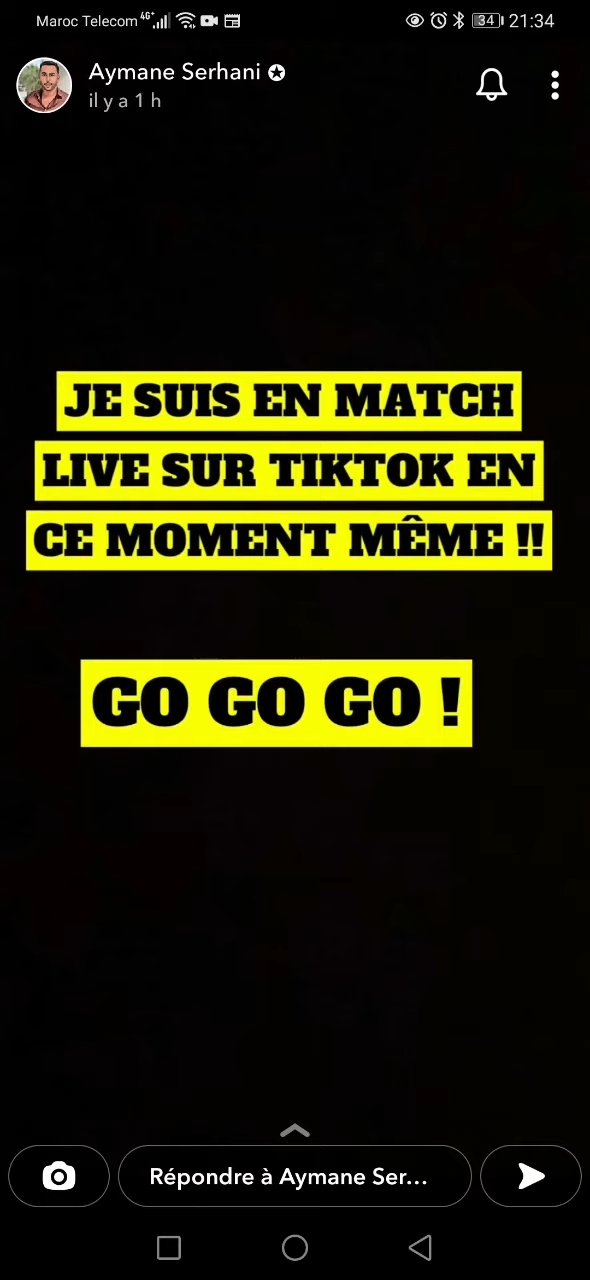 Maroc Telecom 4G+ 34 21:34
Aymane Serhani
il y a 1 h
JE SUIS EN MATCH
LIVE SUR TIKTOK EN
CE MOMENT MÊME !!
GO GO GO !
Répondre à Aymane Ser...